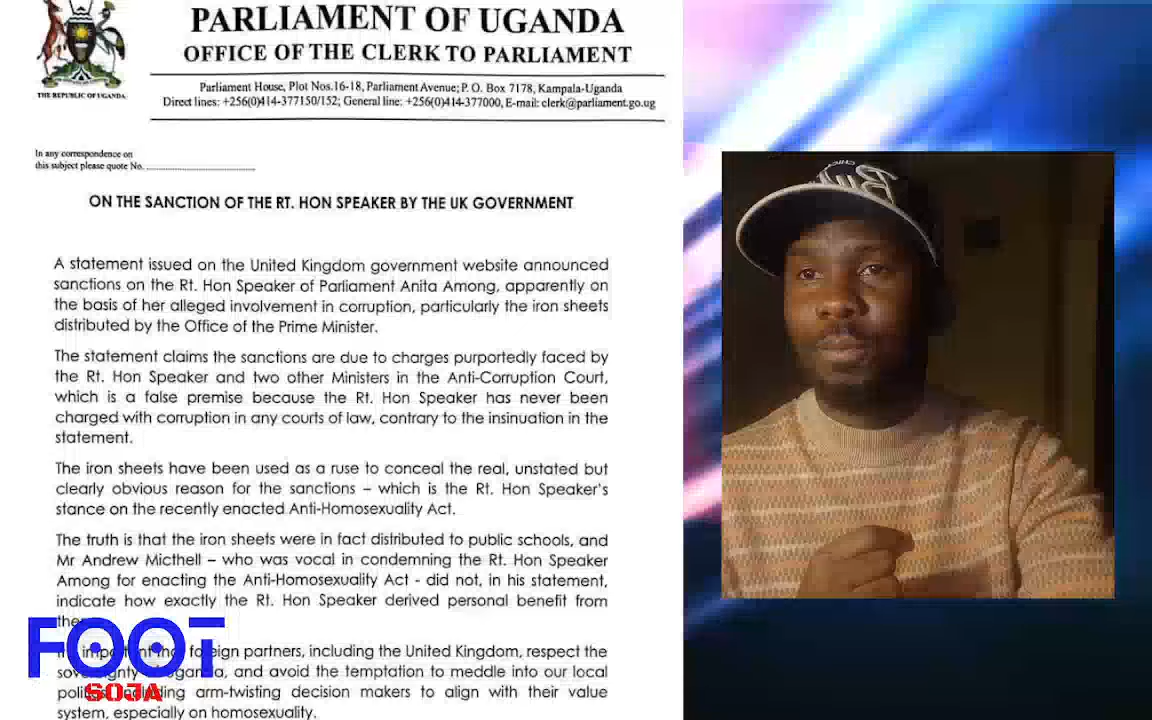 PARLIAMENT OF UGANDA
OFFICE OF THE CLERK TO PARLIAMENT
THE REPUBLIC OF UGANDA
Parliament House, Plot Nos.16-18, Parliament Avenue; P. O. Box 7178, Kampala-Uganda
Direct lines: +256(0)414-377150/152; General line: +256(0)414-377000, E-mail: clerk@parliament.go.ug
In any correspondence on
this subject please quote No.
ON THE SANCTION OF THE RT. HON SPEAKER BY THE UK GOVERNMENT
A statement issued on the United Kingdom government website announced
sanctions on the Rt. Hon Speaker of Parliament Anita Among, apparently on
the basis of her alleged involvement in corruption, particularly the iron sheets
distributed by the Office of the Prime Minister.
The statement claims the sanctions are due to charges purportedly faced by
the Rt. Hon Speaker and two other Ministers in the Anti-Corruption Court,
which is a false premise because the Rt. Hon Speaker has never been
charged with corruption in any courts of law, contrary to the insinuation in the
statement.
The iron sheets have been used as a ruse to conceal the real, unstated but
clearly obvious reason for the sanctions – which is the Rt. Hon Speaker's
stance on the recently enacted Anti-Homosexuality Act.
The truth is that the iron sheets were in fact distributed to public schools, and
Mr Andrew Micthell – who was vocal in condemning the Rt. Hon Speaker
Among for enacting the Anti-Homosexuality Act - did not, in his statement,
indicate how exactly the Rt. Hon Speaker derived personal benefit from
partners, including the United Kingdom, respect the
and avoid the temptation to meddle into our local
arm-twisting decision makers to align with their value
system, especially on homosexuality.
FOOT
SOJA